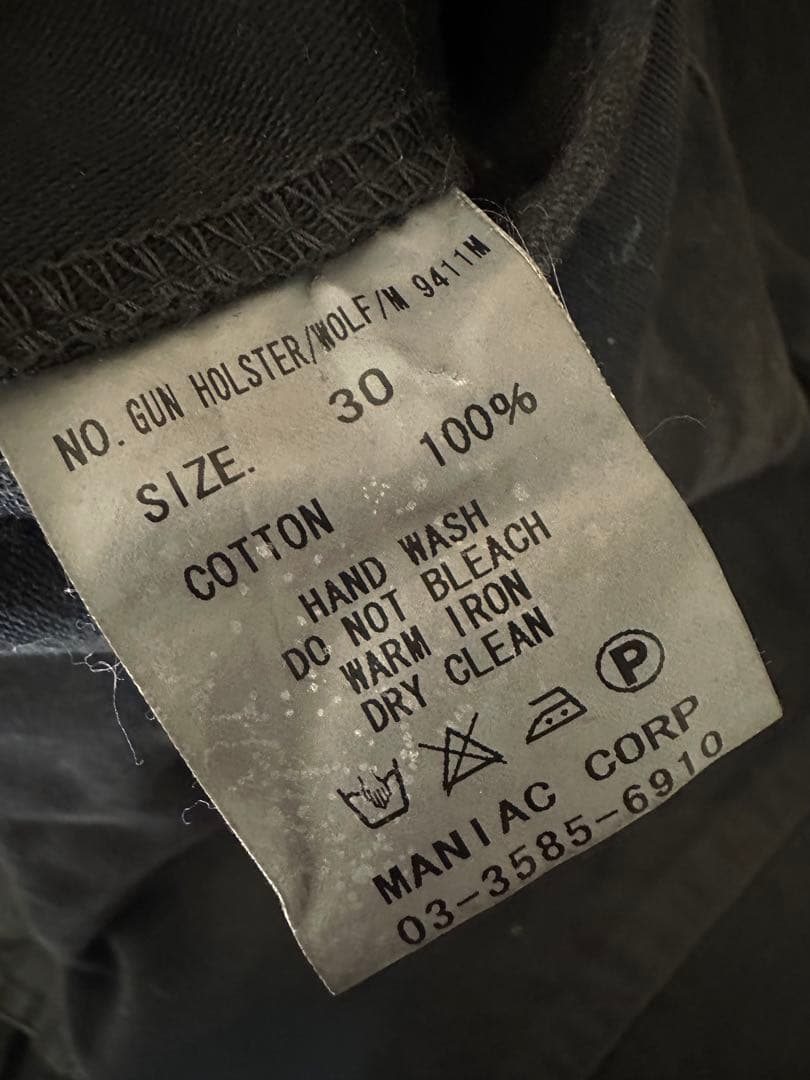 NO. GUN HOLSTER/WOLF/M 9411M
SIZE. 30
COTTON 100%
HAND WASH
DO NOT BLEACH
WARM IRON
DRY CLEAN
P
MANIAC CORP
03-3585-6910